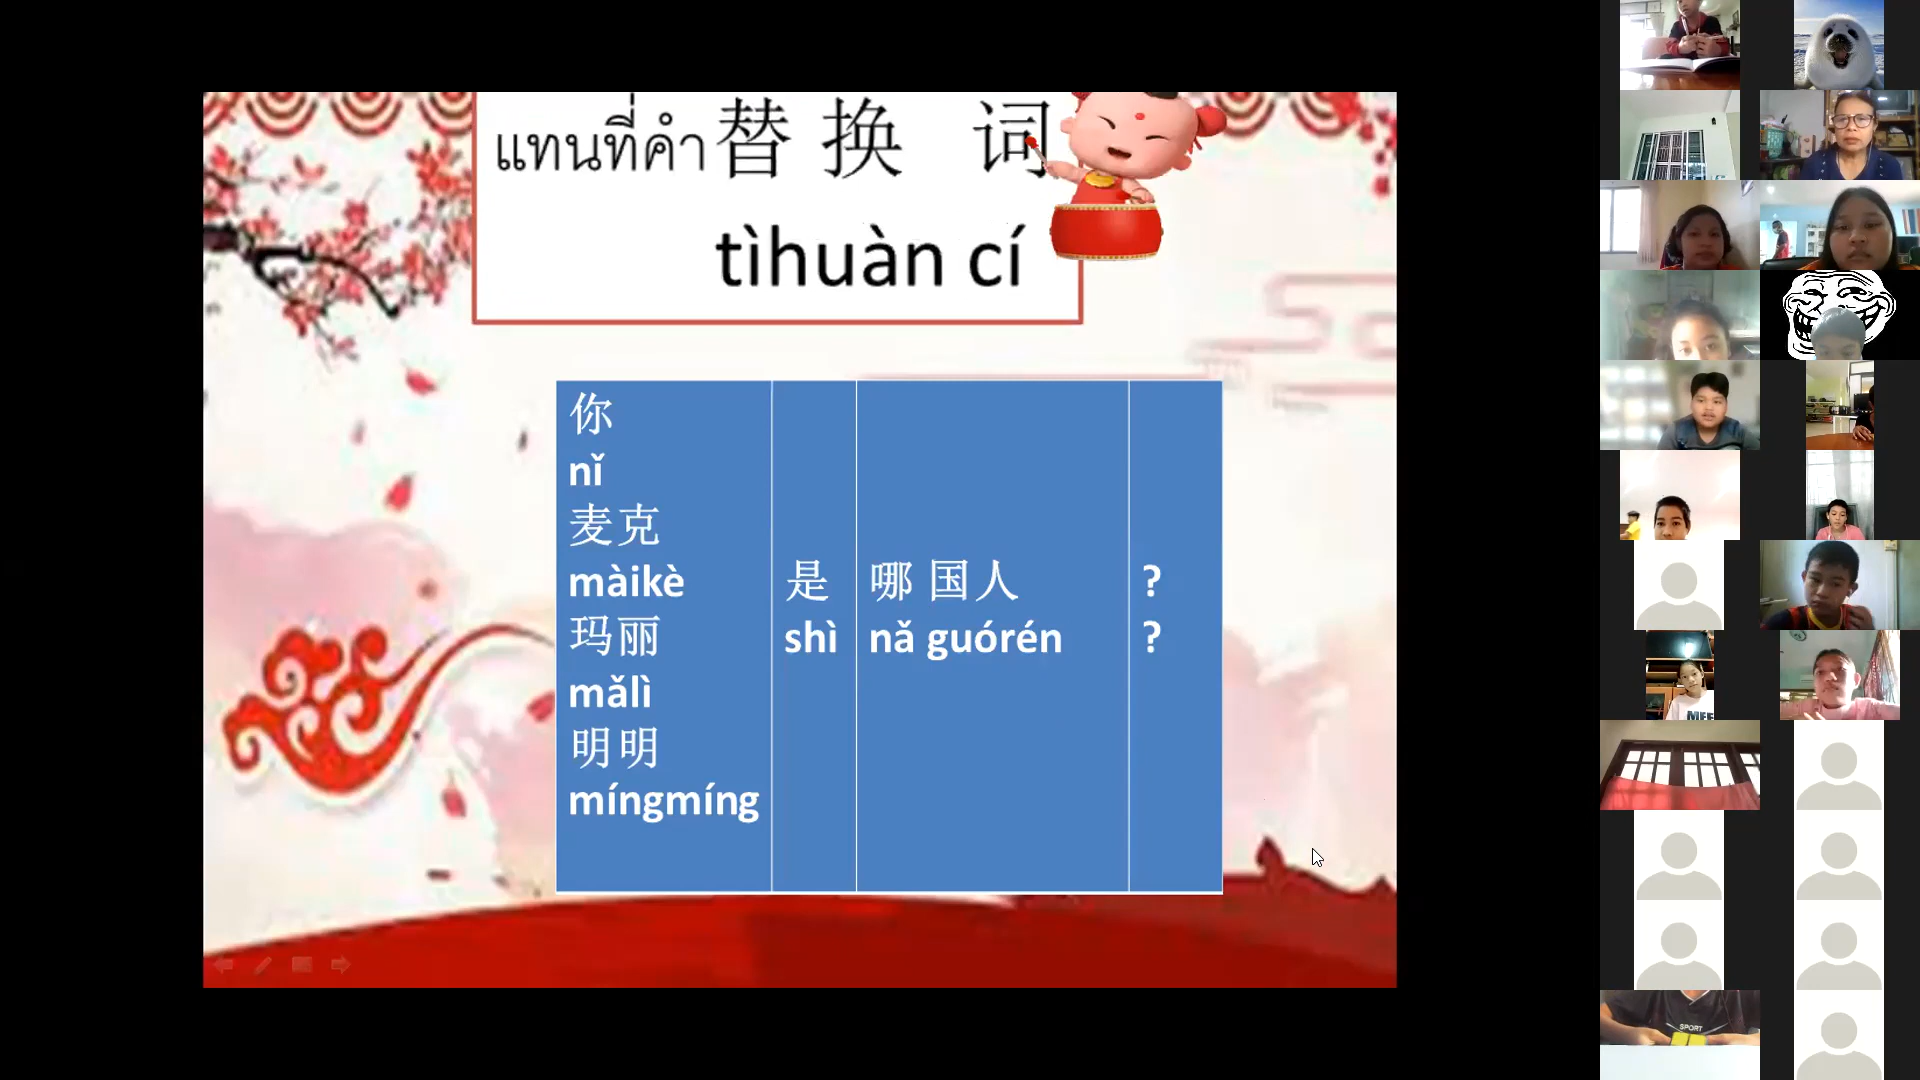 แทนที่คำ替 换 词
tìhuàn cí
你
nǐ
麦克
màikè
玛丽
mǎlì
明明
míngmíng
是
shì
哪 国人
nǎ guórén
?
?
SPORT